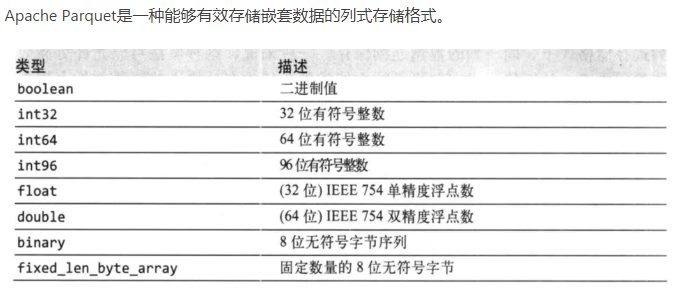 Apache Parquet是一种能够有效存储嵌套数据的列式存储格式。
类型 描述
boolean 二进制值
int32 32 位有符号整数
int64 64 位有符号整数
int96 96 位有符号整数
float (32 位) IEEE 754 单精度浮点数
double (64 位) IEEE 754 双精度浮点数
binary 8 位无符号字节序列
fixed_len_byte_array 固定数量的 8 位无符号字节